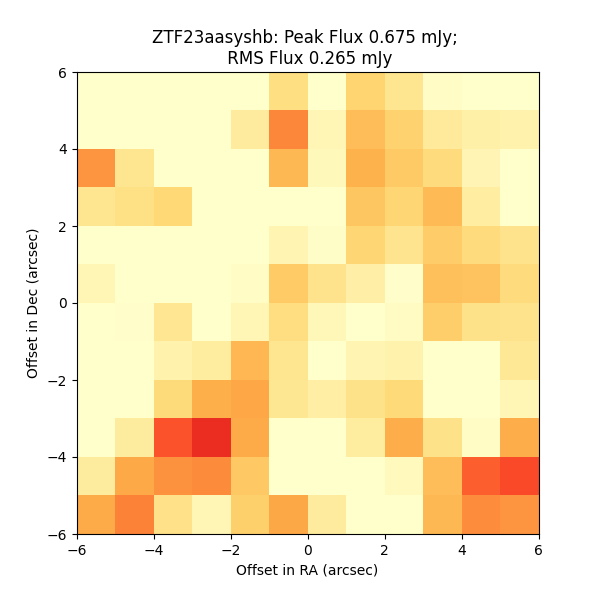 ZTF23aasyshb: Peak Flux 0.675 mJy;
RMS Flux 0.265 mJy
6
4
2
0
−2
−4
−6
Offset in Dec (arcsec)
−6 −4 −2 0 2 4 6
Offset in RA (arcsec)